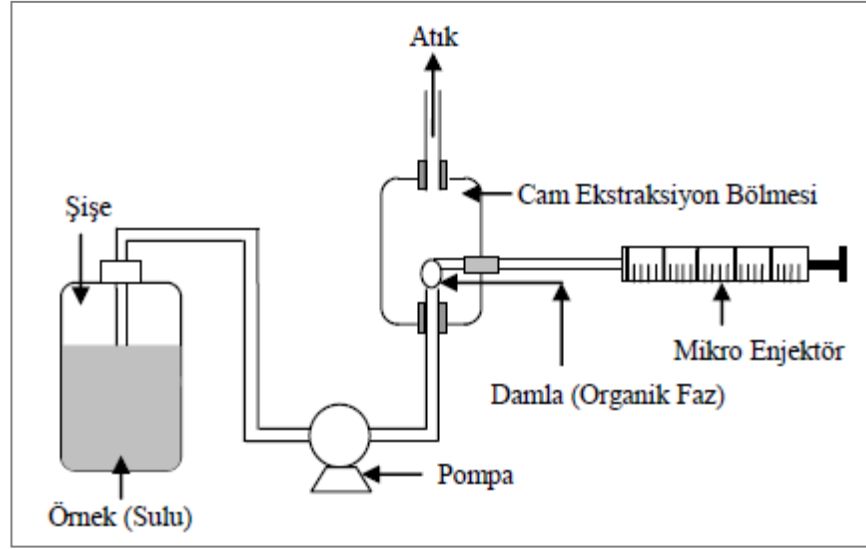 Atık
Cam Ekstraksiyon Bölmesi
Şişe
Mikro Enjektör
Damla (Organik Faz)
Pompa
Örnek (Sulu)